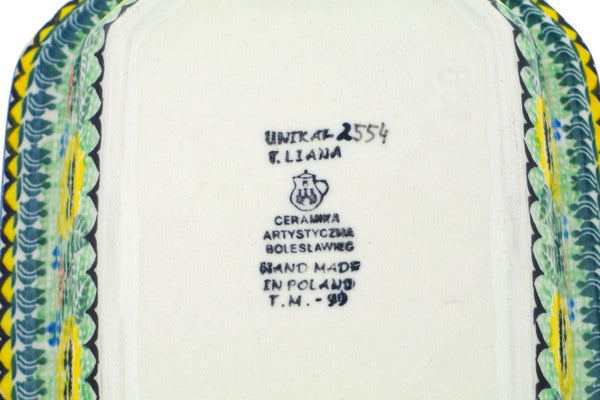 UNIKAT 2554
T. LIANA
CERAMIKA
ARTYSTYCZNA
BOLESŁAWIEC
HAND MADE
IN POLAND
T.M. - 99